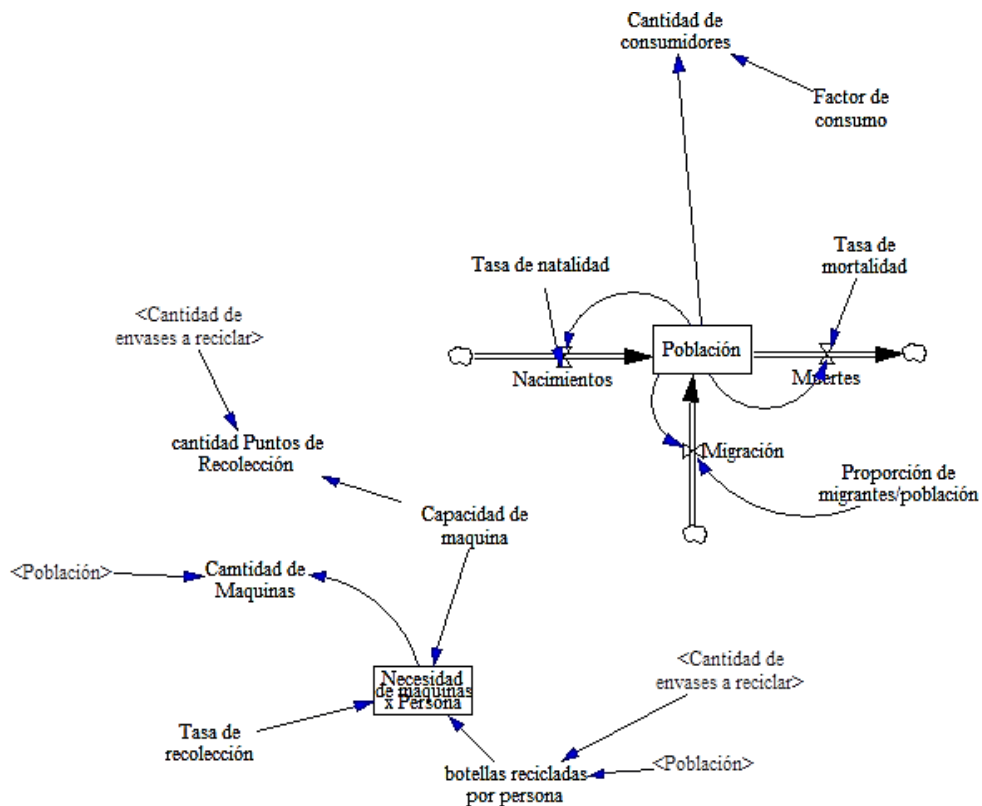 Cantidad de
consumidores
Factor de
consumo
Tasa de natalidad
Tasa de
mortalidad
<Cantidad de
envases a reciclar>
Población
Nacimientos
Muertes
cantidad Puntos de
Recolección
Migración
Proporción de
migrantes/población
Capacidad de
maquina
<Población>
Camtidad de
Maquinas
Necesidad
de maquinas
x Persona
<Cantidad de
envases a reciclar>
Tasa de
recolección
botellas recicladas
por persona
<Población>